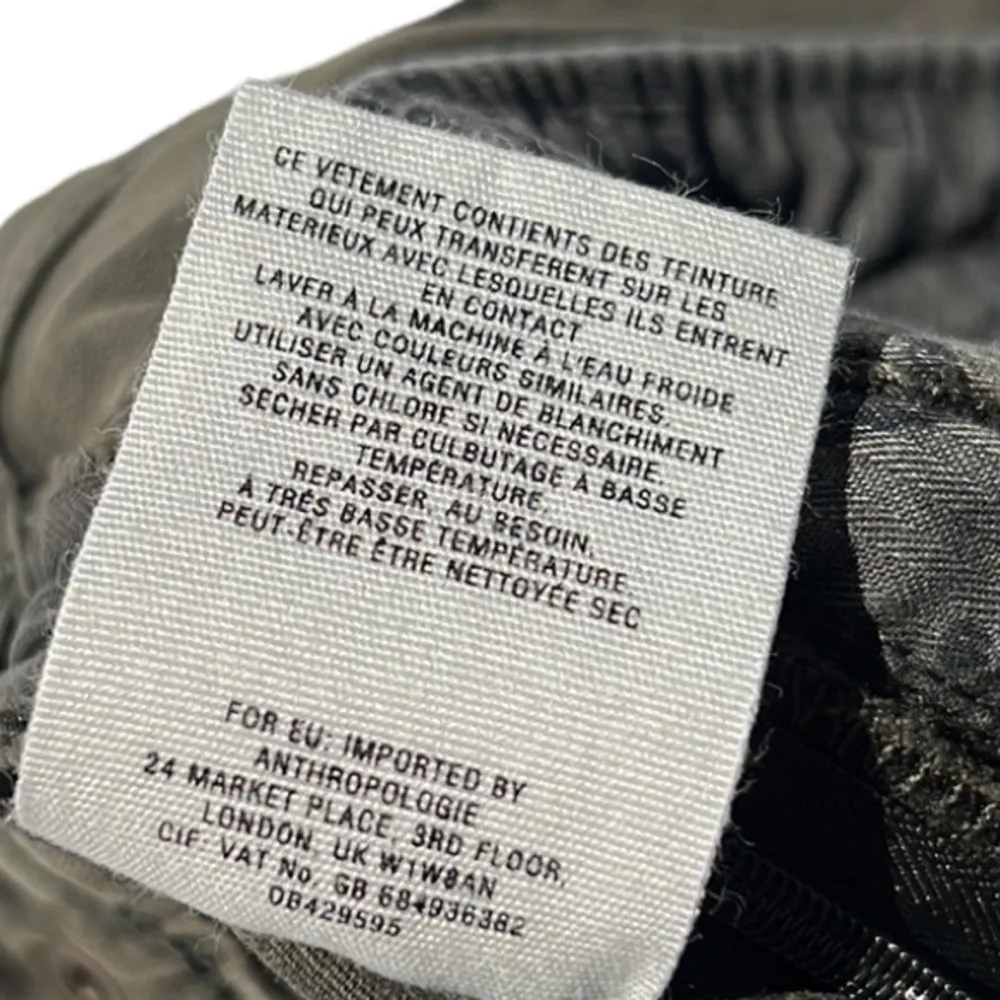 CE VETEMENT CONTIENTS DES TEINTURE
QUI PEUX TRANSFERENT SUR LES
MATERIEUX AVEC LESQUELLES ILS ENTRENT
EN CONTACT
LAVER À LA MACHINE À L'EAU FROIDE
AVEC COULEURS SIMILAIRES.
UTILISER UN AGENT DE BLANCHIMENT
SANS CHLORE SI NÉCESSAIRE.
SÉCHER PAR CULBUTAGE À BASSE
TEMPÉRATURE.
REPASSER, AU BESOIN,
À TRÉS BASSE TEMPÉRATURE.
PEUT-ÊTRE ÊTRE NETTOYÉE SEC
FOR EU: IMPORTED BY
ANTHROPOLOGIE
24 MARKET PLACE, 3RD FLOOR,
LONDON, UK W1W8AN
CIF: VAT No. GB 684936382
0B429595